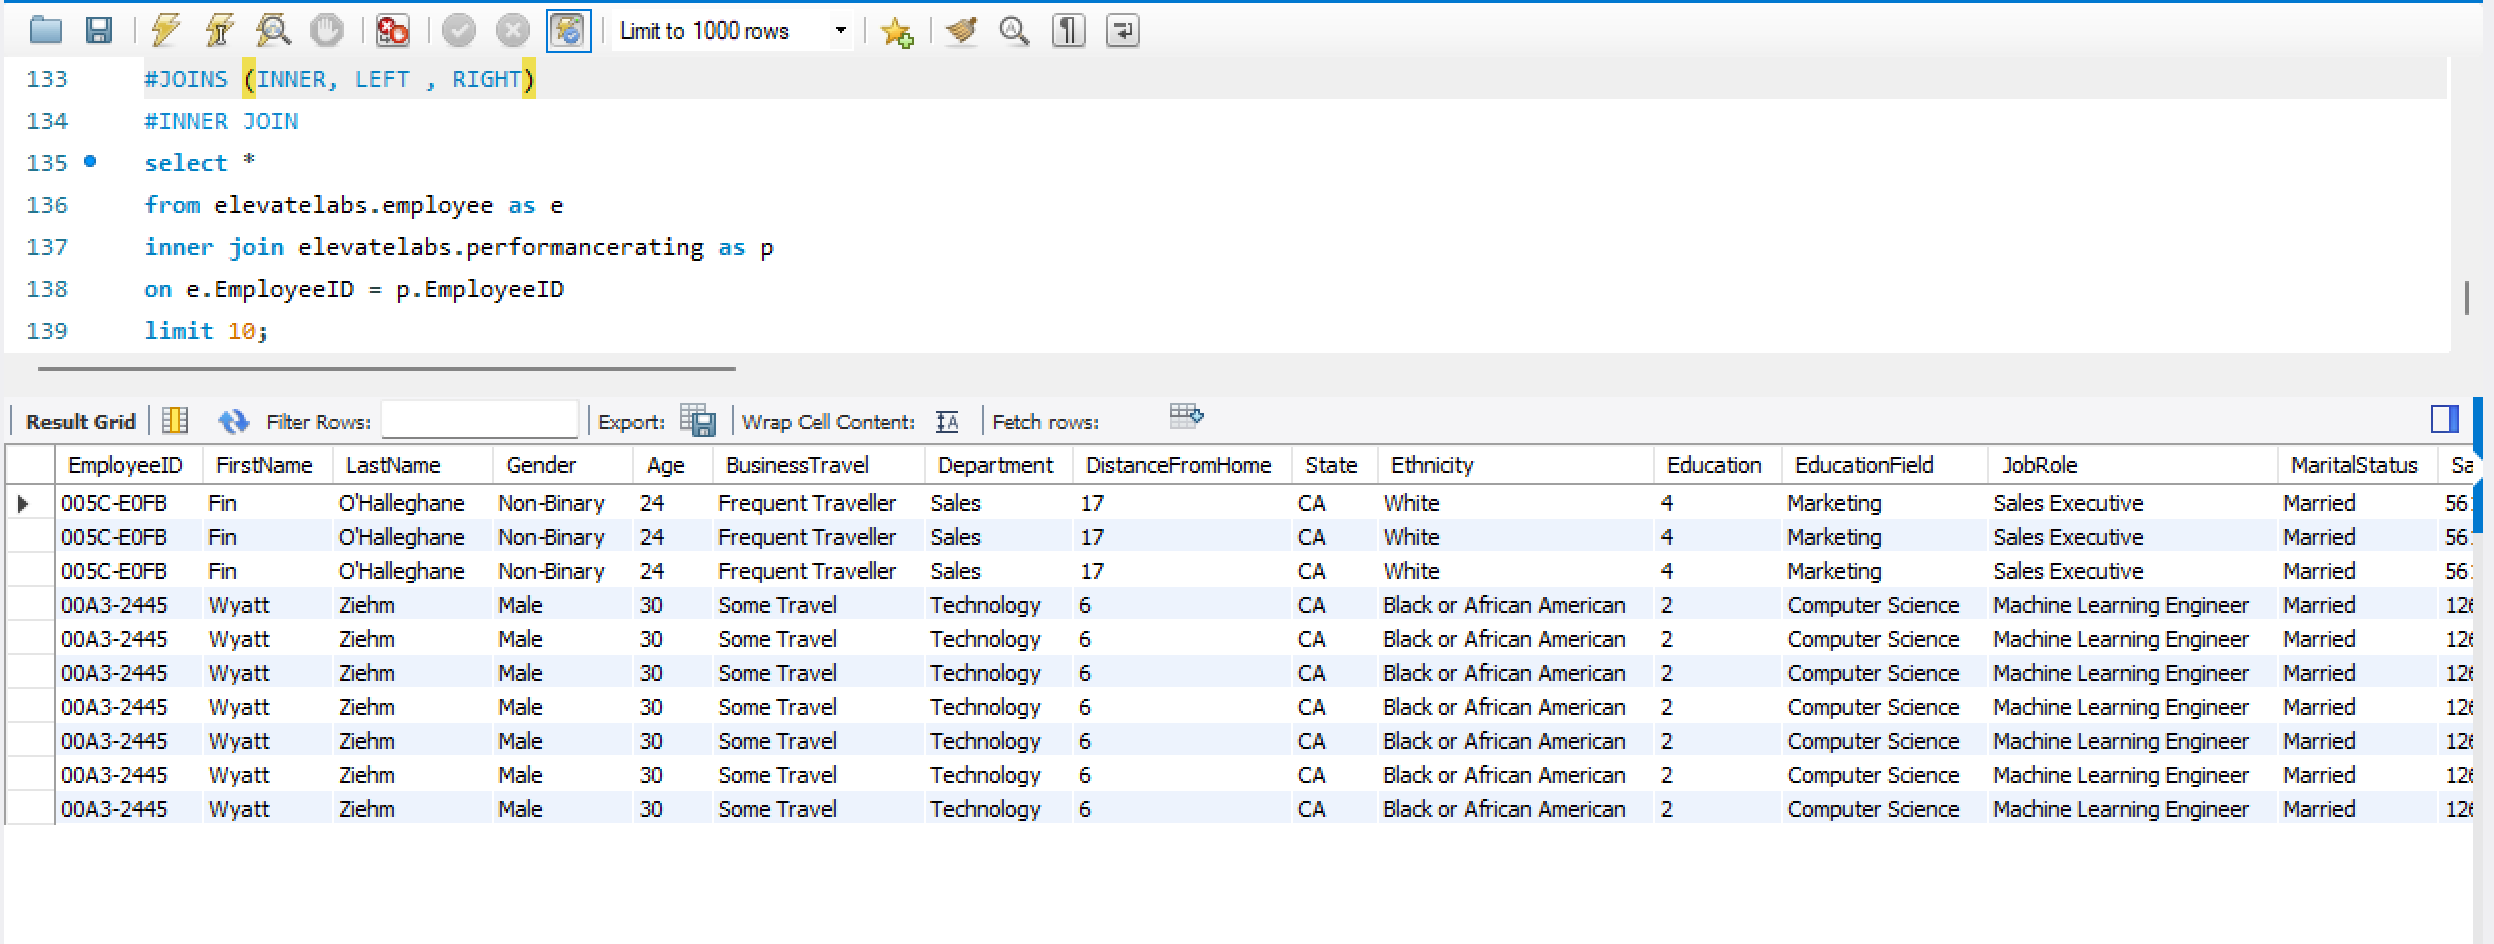 Limit to 1000 rows
133 #JOINS (INNER, LEFT , RIGHT)
134 #INNER JOIN
135 select *
136 from elevatelabs.employee as e
137 inner join elevatelabs.performancerating as p
138 on e.EmployeeID = p.EmployeeID
139 limit 10;
Result Grid Filter Rows: Export: Wrap Cell Content: Fetch rows:
EmployeeID FirstName LastName Gender Age BusinessTravel Department DistanceFromHome State Ethnicity Education EducationField JobRole MaritalStatus Sa
005C-E0FB Fin O'Halleghane Non-Binary 24 Frequent Traveller Sales 17 CA White 4 Marketing Sales Executive Married 56
005C-E0FB Fin O'Halleghane Non-Binary 24 Frequent Traveller Sales 17 CA White 4 Marketing Sales Executive Married 56
005C-E0FB Fin O'Halleghane Non-Binary 24 Frequent Traveller Sales 17 CA White 4 Marketing Sales Executive Married 56
00A3-2445 Wyatt Ziehm Male 30 Some Travel Technology 6 CA Black or African American 2 Computer Science Machine Learning Engineer Married 126
00A3-2445 Wyatt Ziehm Male 30 Some Travel Technology 6 CA Black or African American 2 Computer Science Machine Learning Engineer Married 126
00A3-2445 Wyatt Ziehm Male 30 Some Travel Technology 6 CA Black or African American 2 Computer Science Machine Learning Engineer Married 126
00A3-2445 Wyatt Ziehm Male 30 Some Travel Technology 6 CA Black or African American 2 Computer Science Machine Learning Engineer Married 126
00A3-2445 Wyatt Ziehm Male 30 Some Travel Technology 6 CA Black or African American 2 Computer Science Machine Learning Engineer Married 126
00A3-2445 Wyatt Ziehm Male 30 Some Travel Technology 6 CA Black or African American 2 Computer Science Machine Learning Engineer Married 126
00A3-2445 Wyatt Ziehm Male 30 Some Travel Technology 6 CA Black or African American 2 Computer Science Machine Learning Engineer Married 126